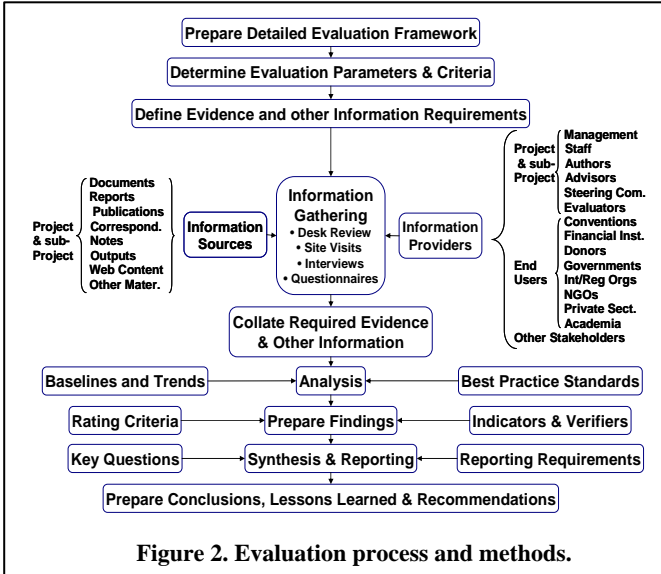 Prepare Detailed Evaluation Framework
Determine Evaluation Parameters & Criteria
Define Evidence and other Information Requirements
Project
& sub-
Project
Documents
Reports
Publications
Correspond.
Notes
Outputs
Web Content
Other Mater.
Information
Sources
Information
Gathering
• Desk Review
• Site Visits
• Interviews
• Questionnaires
Information
Providers
Project
& sub-
Project
Management
Staff
Authors
Advisors
Steering Com.
Evaluators
End
Users
Conventions
Financial Inst.
Donors
Governments
Int/Reg Orgs
NGOs
Private Sect.
Academia
Other Stakeholders
Collate Required Evidence
& Other Information
Baselines and Trends
Analysis
Best Practice Standards
Rating Criteria
Prepare Findings
Indicators & Verifiers
Key Questions
Synthesis & Reporting
Reporting Requirements
Prepare Conclusions, Lessons Learned & Recommendations
Figure 2. Evaluation process and methods.